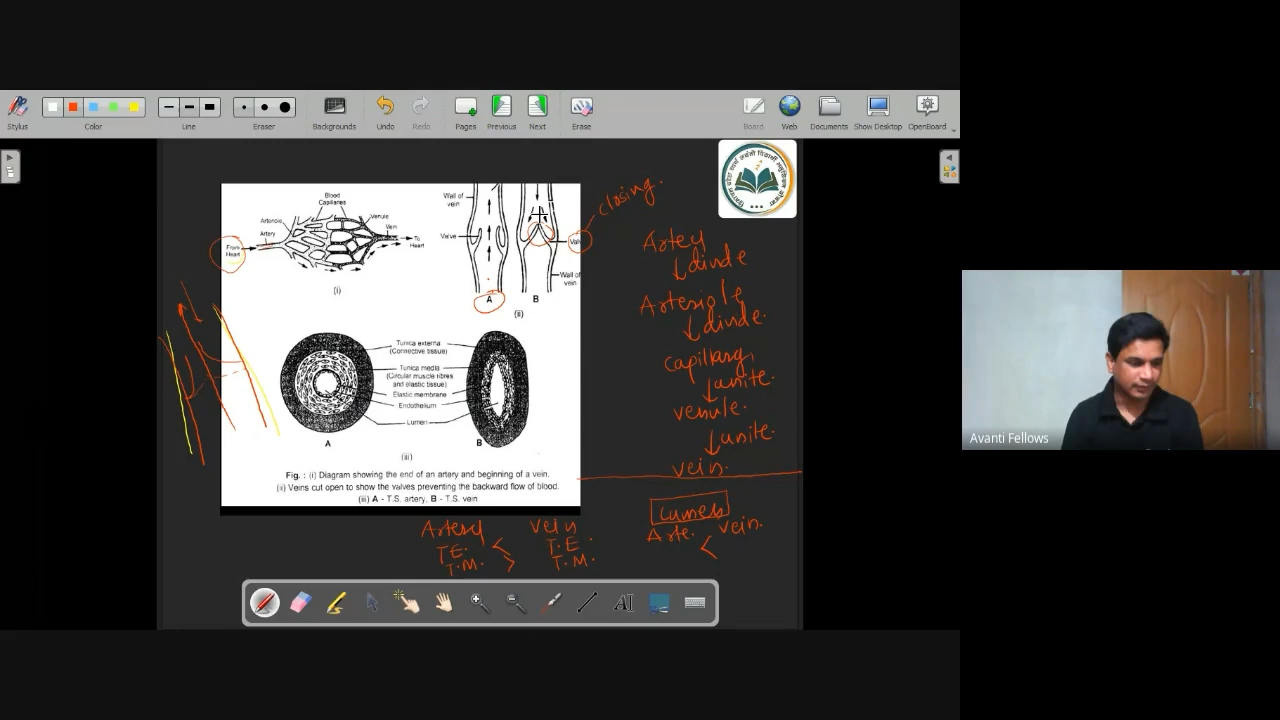 Stylus
Color
Line
Eraser
Backgrounds
Undo
Redo
Pages
Previous
Next
Erase
Board
Web
Documents
Show Desktop
OpenBoard
Blood
Capillaries
Arteriole
Artery
Venule
Vein
From
Heart
To
Heart
(i)
Wall of
vein
Valve
Valv
Wall of
vein
A
B
(ii)
closing.
Tunica externa
(Connective tissue)
Tunica media
(Circular muscle fibres
and elastic tissue)
Elastic membrane
Endothelium
Lumen
A
B
(iii)
Fig. : (i) Diagram showing the end of an artery and beginning of a vein.
(ii) Veins cut open to show the valves preventing the backward flow of blood.
(iii) A - T.S. artery, B - T.S. vein
Artery
↓ divide
Arteriole
↓ divide.
capillary
↓ unite.
venule.
↓ unite.
vein.
Lumen
Arte. < vein.
Artery Vein
T.E. < T.E.
T.M. > T.M.
AI
Avanti Fellows